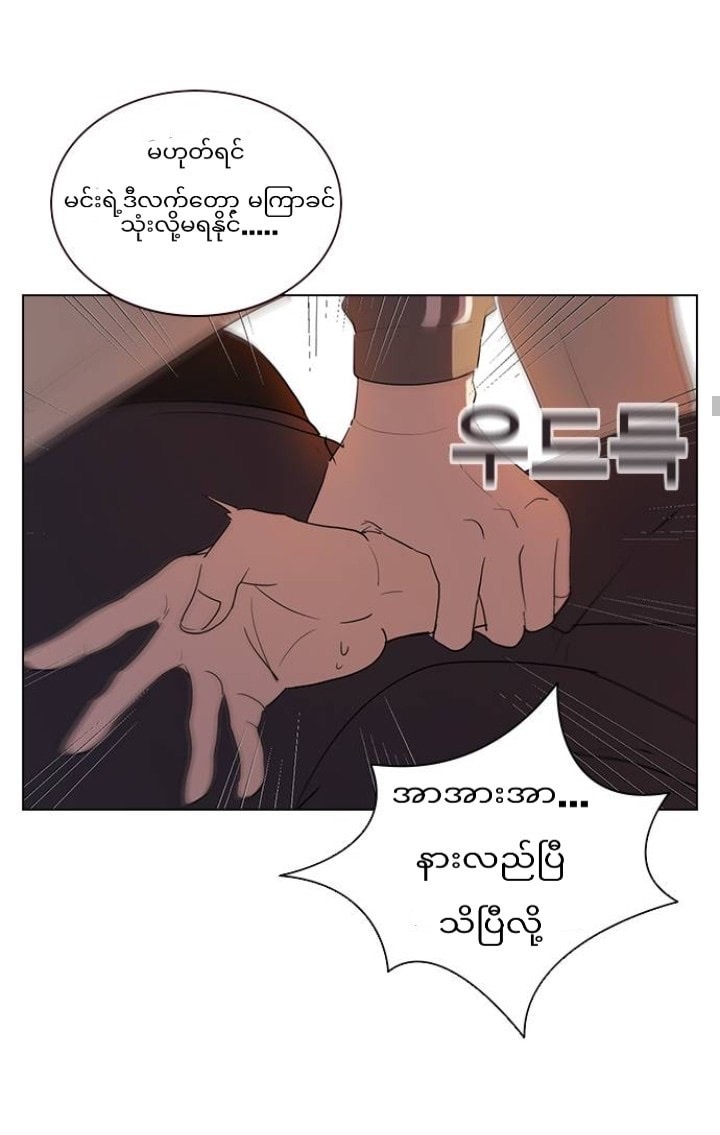 မဟုတ်ရင်
မင်းရဲ့ဒီလက်တော့ မကြာခင်
သုံးလို့မရနိုင်.....
우드득
အာအားအာ...
နားလည်ပြီ
သိပြီလို့